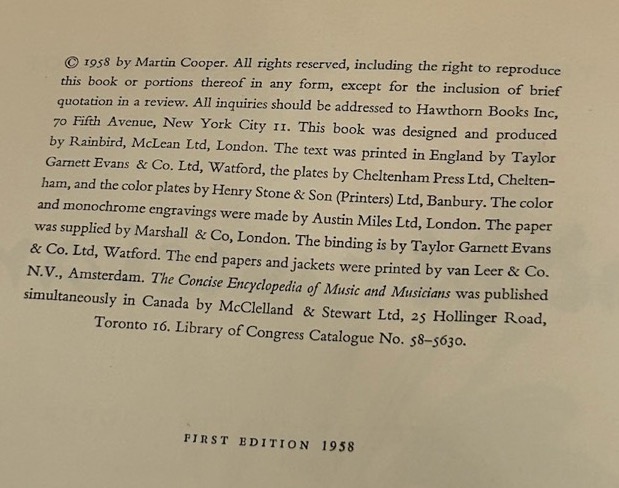 © 1958 by Martin Cooper. All rights reserved, including the right to reproduce
this book or portions thereof in any form, except for the inclusion of brief
quotation in a review. All inquiries should be addressed to Hawthorn Books Inc,
70 Fifth Avenue, New York City 11. This book was designed and produced
by Rainbird, McLean Ltd, London. The text was printed in England by Taylor
Garnett Evans & Co. Ltd, Watford, the plates by Cheltenham Press Ltd, Chelten-
ham, and the color plates by Henry Stone & Son (Printers) Ltd, Banbury. The color
and monochrome engravings were made by Austin Miles Ltd, London. The paper
was supplied by Marshall & Co, London. The binding is by Taylor Garnett Evans
& Co. Ltd, Watford. The end papers and jackets were printed by van Leer & Co.
N.V., Amsterdam. The Concise Encyclopedia of Music and Musicians was published
simultaneously in Canada by McClelland & Stewart Ltd, 25 Hollinger Road,
Toronto 16. Library of Congress Catalogue No. 58–5630.
FIRST EDITION 1958